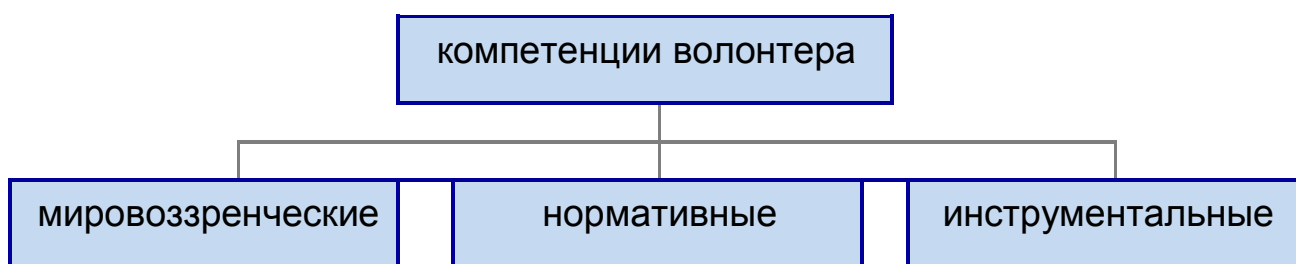 компетенции волонтера
мировоззренческие
нормативные
инструментальные